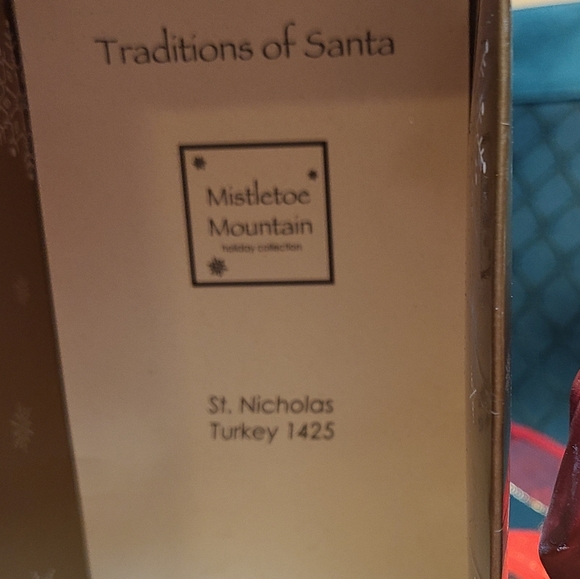 Traditions of Santa
Mistletoe
Mountain
holiday collection
St. Nicholas
Turkey 1425